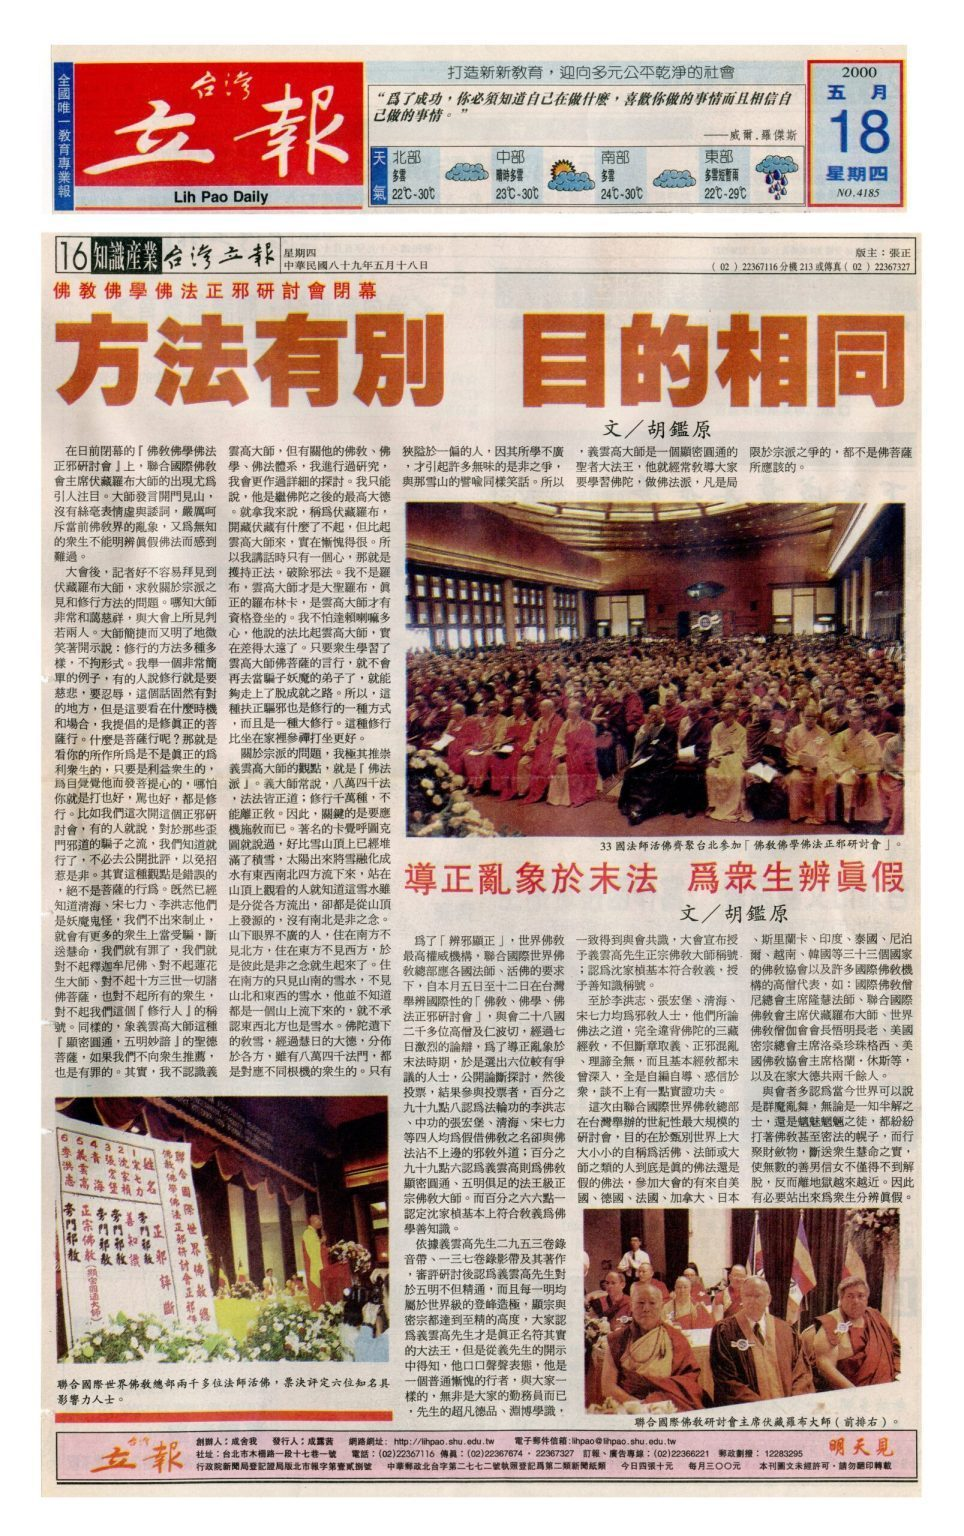 全國唯一教育專業報
台灣
立報
Lih Pao Daily
打造新新教育，迎向多元公平乾淨的社會
“爲了成功，你必須知道自己在做什麼，喜歡你做的事情而且相信自
己做的事情。”
——威爾.羅傑斯
天氣
北部
多雲
22℃-30℃
中部
晴時多雲
23℃-30℃
南部
多雲
24℃-30℃
東部
多雲短暫雨
22℃-29℃
2000
五月
18
星期四
NO.4185
16 知識產業 台灣立報
星期四
中華民國八十九年五月十八日
版主：張正
（02）22367116分機213或傳真（02）22367327
佛教佛學佛法正邪研討會閉幕
方法有別 目的相同
文／胡鑑原
在日前閉幕的『佛教佛學佛法
正邪研討會』上，聯合國際佛教
會主席伏藏羅布大師的出現尤爲
引人注目。大師發言開門見山，
沒有絲毫表情虛與諉詞，嚴厲呵
斥當前佛教界的亂象，又爲無知
的衆生不能明辨眞假佛法而感到
難過。
大會後，記者好不容易拜見到
伏藏羅布大師，求教關於宗派之
見和修行方法的問題。哪知大師
非常和藹慈祥，與大會上所見判
若兩人。大師簡捷而又明了地微
笑著開示說：修行的方法多種多
樣，不拘形式。我舉一個非常簡
單的例子，有的人說修行就是要
慈悲，要忍辱，這個話固然有對
的地方，但是這要看在什麼時機
和場合，我提倡的是修眞正的菩
薩行。什麼是菩薩行呢？那就是
看你的所作所爲是不是眞正的爲
利衆生的，只要是利益衆生的，
爲自覺覺他而發菩提心的，哪怕
你就是打也好，駡也好，都是修
行。比如我們這次開這個正邪研
討會，有的人就說，對於那些歪
門邪道的騙子之流，我們知道就
行了，不必去公開批評，以免招
惹是非。其實這種觀點是錯誤的
，絕不是菩薩的行爲。旣然已經
知道清海、宋七力、李洪志他們
是妖魔鬼怪，我們不出來制止，
就會有更多的衆生上當受騙，斷
送慧命，我們就有罪了，我們就
對不起釋迦牟尼佛、對不起蓮花
生大師、對不起十方三世一切諸
佛菩薩，也對不起所有的衆生，
對不起我們這個『修行人』的稱
號。同樣的，象義雲高大師這種
『顯密圓通，五明妙諳』的聖德
菩薩，如果我們不向衆生推薦，
也是有罪的。其實，我不認識義
雲高大師，但有關他的佛教、佛
學、佛法體系，我進行過研究，
我會更作過詳細的探討。我只能
說，他是繼佛陀之後的最高大德
。就拿我來說，稱爲伏藏羅布，
開藏伏藏有什麼了不起，但比起
雲高大師來，實在慚愧得很。所
以我講話時只有一個心，那就是
擭持正法，破除邪法。我不是羅
布，雲高大師才是大聖羅布，眞
正的羅布林卡，是雲高大師才有
資格登坐的。我不怕達賴喇嘛多
心，他說的法比起雲高大師，實
在差得太遠了。只要衆生學習了
雲高大師佛菩薩的言行，就不會
再去當騙子妖魔的弟子了，就能
夠走上了脫成就之路。所以，這
種扶正驅邪也是修行的一種方式
，而且是一種大修行。這種修行
比坐在家裡參禪打坐更好。
關於宗派的問題，我極其推崇
義雲高大師的觀點，就是『佛法
派』。義大師常說，八萬四千法
，法法皆正道；修行千萬種，不
能離正教。因此，關鍵的是要應
機施教而已。著名的卡覺呼圖克
圖就說過，好比雪山頂上已經堆
滿了積雪，太陽出來將雪融化成
水有東西南北四方流下來，站在
山頂上觀看的人就知道這雪水雖
是分從各方流出，卻都是從山頂
上發源的，沒有南北是非之念。
山下眼界不廣的人，住在南方不
見北方，住在東方不見西方，於
是彼此是非之念就生起來了。住
在南方的只見山南的雪水，不見
山北和東西的雪水，他並不知道
都是一個山上流下來的，就不承
認東西北方也是雪水。佛陀遺下
的敎雪，經過慧日的大德，分佈
於各方，雖有八萬四千法門，都
是對應不同根機的衆生的。只有
狹隘於一偏的人，因其所學不廣
，才引起許多無味的是非之爭，
與那雪山的譬喻同樣笑話。所以
，義雲高大師是一個顯密圓通的
聖者大法王，他就經常教導大家
要學習佛陀，做佛法派，凡是局
限於宗派之爭的，都不是佛菩薩
所應該的。
33國法師活佛齊聚台北參加「佛教佛學佛法正邪研討會」。
導正亂象於末法 爲衆生辨眞假
文／胡鑑原
爲了「辨邪顯正」，世界佛教
最高權威機構，聯合國際世界佛
教總部應各國法師、活佛的要求
下，自本月五日至十二日在台灣
舉辦國際性的「佛教、佛學、佛
法正邪研討會」，與會二十八國
二千多位高僧及仁波切，經過七
日激烈的論辯，爲了導正亂象於
末法時期，於是選出六位較有爭
議的人士，公開論斷探討，然後
投票，結果參與投票者，百分之
九十九點八認爲法輪功的李洪志
、中功的張宏堡、清海、宋七力
等四人均爲假借佛教之名卻與佛
法沾不上邊的邪教外道；百分之
九十九點六認爲義雲高則爲佛教
顯密圓通、五明俱足的法王級正
宗佛教大師。而百分之六六點一
認定沈家楨基本上符合敎義爲佛
學善知識。
依據義雲高先生二九五三卷錄
音帶、一三七卷錄影帶及其著作
，審評研討後認爲義雲高先生對
於五明不但精通，而且每一明均
屬於世界級的登峰造極，顯宗與
密宗都達到至精的高度，大家認
爲義雲高先生才是眞正名符其實
的大法王，但是從義先生的開示
中得知，他口口聲聲表態，他是
一個普通慚愧的行者，與大家一
樣的，無非是大家的勤務員而已
，先生的超凡德品、淵博學識，
一致得到與會共識，大會宣布授
予義雲高先生正宗佛教大師稱號
；認爲沈家楨基本符合敎義，授
予善知識稱號。
至於李洪志、張宏堡、清海、
宋七力均爲邪教人士，他們所論
佛法之道，完全違背佛陀的三藏
經敎，不但斷章取義、正邪混亂
、理諦全無，而且基本經敎都未
曾深入，全是自編自導、惑信於
衆，談不上有一點實證功夫。
這次由聯合國際世界佛教總部
在台灣舉辦的世紀性最大規模的
研討會，目的在於甄別世界上大
大小小的自稱爲活佛、法師或大
師之類的人到底是眞的佛法還是
假的佛法，參加大會的有來自美
國、德國、法國、加拿大、日本
、斯里蘭卡、印度、泰國、尼泊
爾、越南、韓國等三十三個國家
的佛教協會以及許多國際佛教機
構的高僧代表，如：國際佛教僧
尼總會主席隆慧法師、聯合國際
佛教會主席伏藏羅布大師、世界
佛教僧伽會會長悟明長老、美國
密宗總會主席洛桑珍珠格西、美
國佛教協會主席格蘭·休斯等，
以及在家大德共兩千餘人。
與會者多認爲當今世界可以說
是群魔亂舞，無論是一知半解之
士，還是魑魅魍魎之徒，都紛紛
打著佛教甚至密法的幌子，而行
聚財斂物，斷送衆生慧命之實，
使無數的善男信女不僅得不到解
脫，反而離地獄越來越近。因此
有必要站出來爲衆生分辨眞假。
聯合國際世界佛教總
佛教佛學佛法正邪研討會正邪評斷
姓名 正邪評斷
1 宋七力 旁門邪教
2 沈家楨 善知識
3 張宏堡 旁門邪教
4 青海 旁門邪教
5 義雲高 正宗佛教(顯密圓通大師)
6 李洪志 旁門邪教
聯合國際世界佛教總部兩千多位法師活佛，票決評定六位知名具
影響力人士。
聯合國際佛教研討會主席伏藏羅布大師（前排右）。
台灣立報
創辦人：成舍我 發行人：成露茜 網路網址：http://lihpao.shu.edu.tw 電子郵件信箱:lihpao@pao.shu.edu.tw
社址：台北市木柵路一段十七巷一號 電話：(02)22367116 傳真：(02)22367674・22367327 訂報、廣告專線：(02)22366221 郵政劃撥：12283295
行政院新聞局登記證局版北市報字第壹貳捌號 中華郵政北台字第二七七二號執照登記爲第二類新聞紙類 今日四張十元 每月三〇〇元 本刊圖文未經許可，請勿翻印轉載
明天見